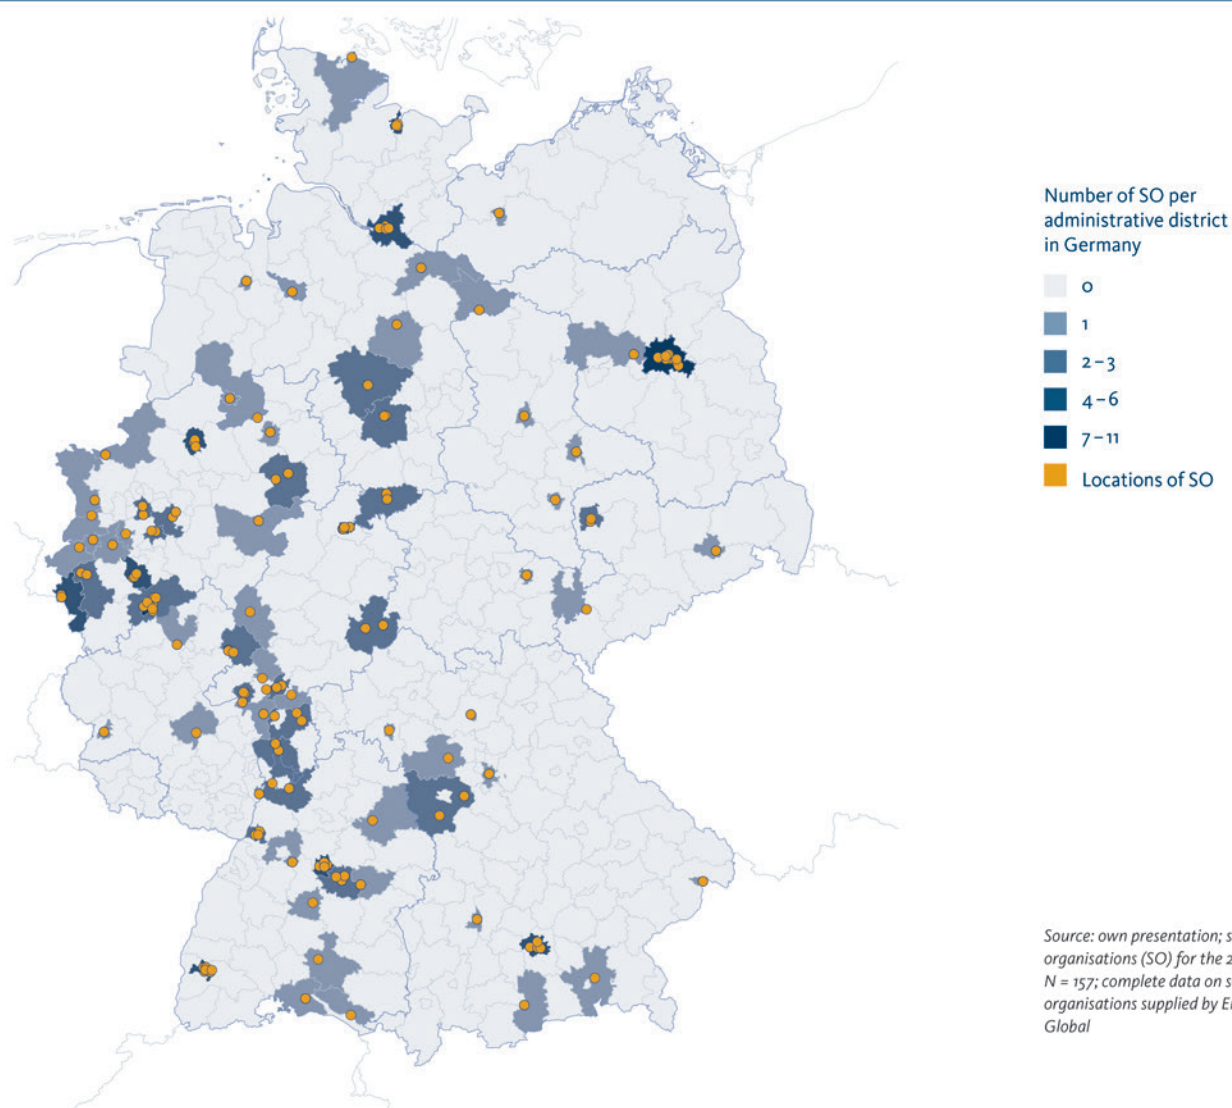 Number of SO per
administrative district
in Germany
0
1
2–3
4–6
7–11
Locations of SO
Source: own presentation; s
organisations (SO) for the 2
N = 157; complete data on s
organisations supplied by E
Global